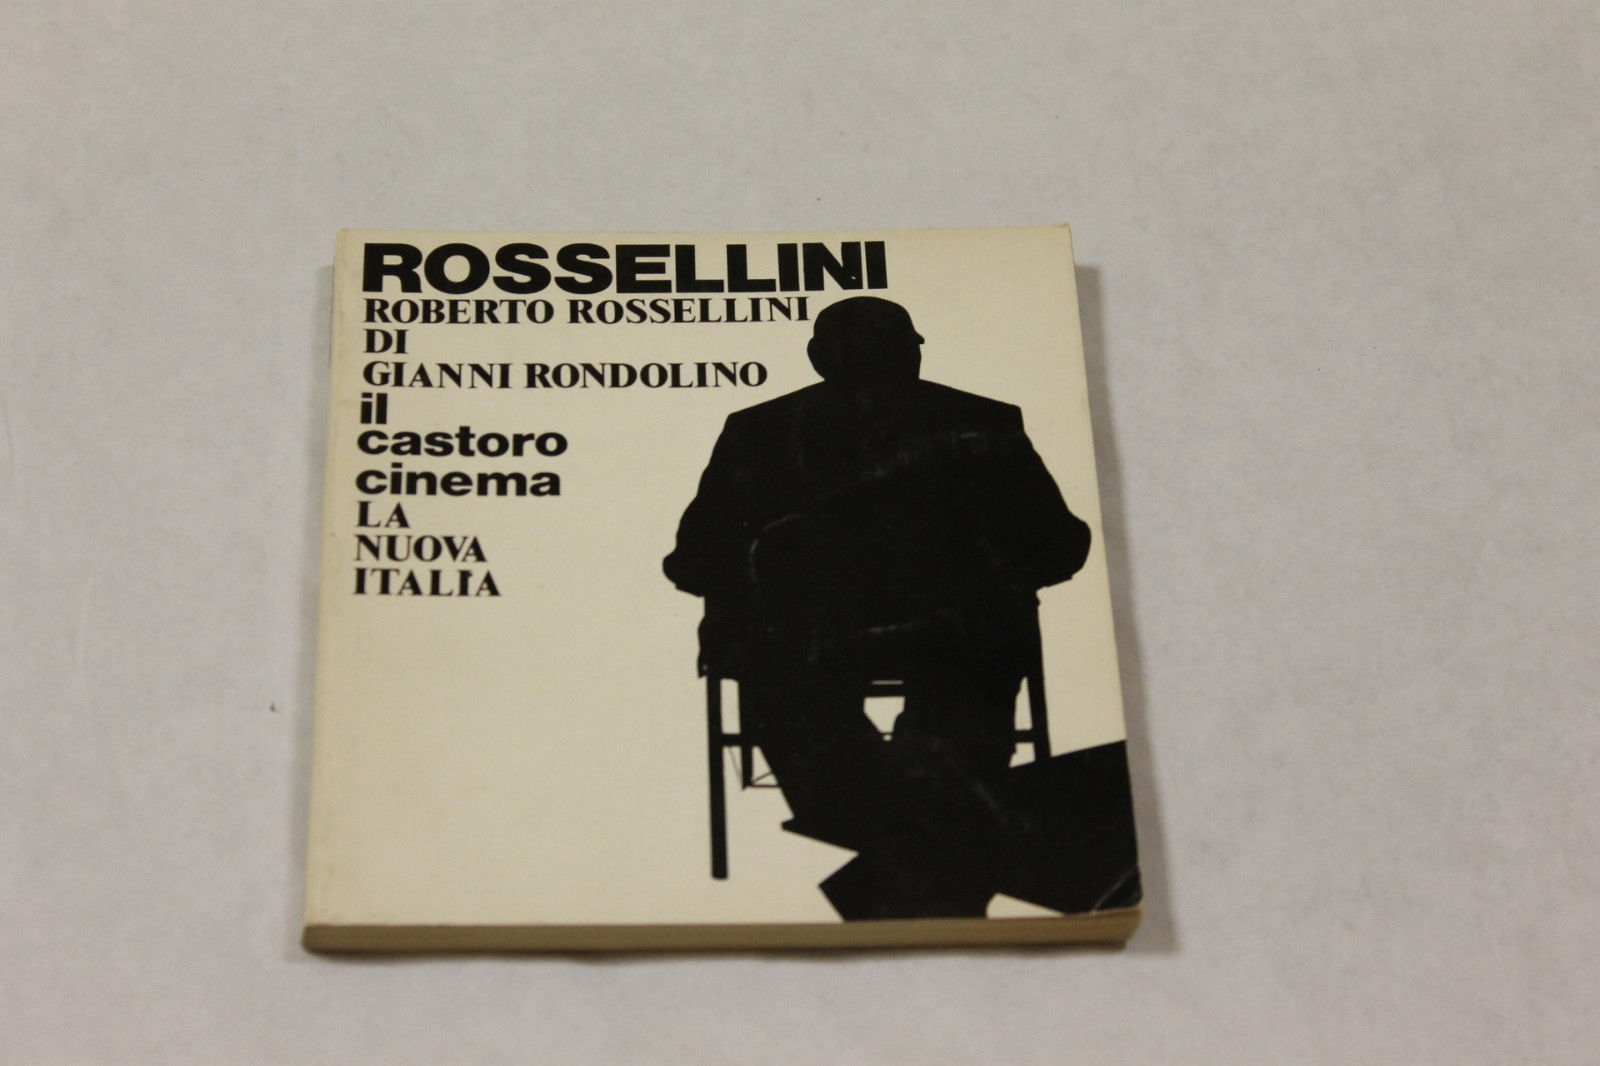 ROSSELLINI
ROBERTO ROSSELLINI
DI
GIANNI RONDOLINO
il
castoro
cinema
LA
NUOVA
ITALIA